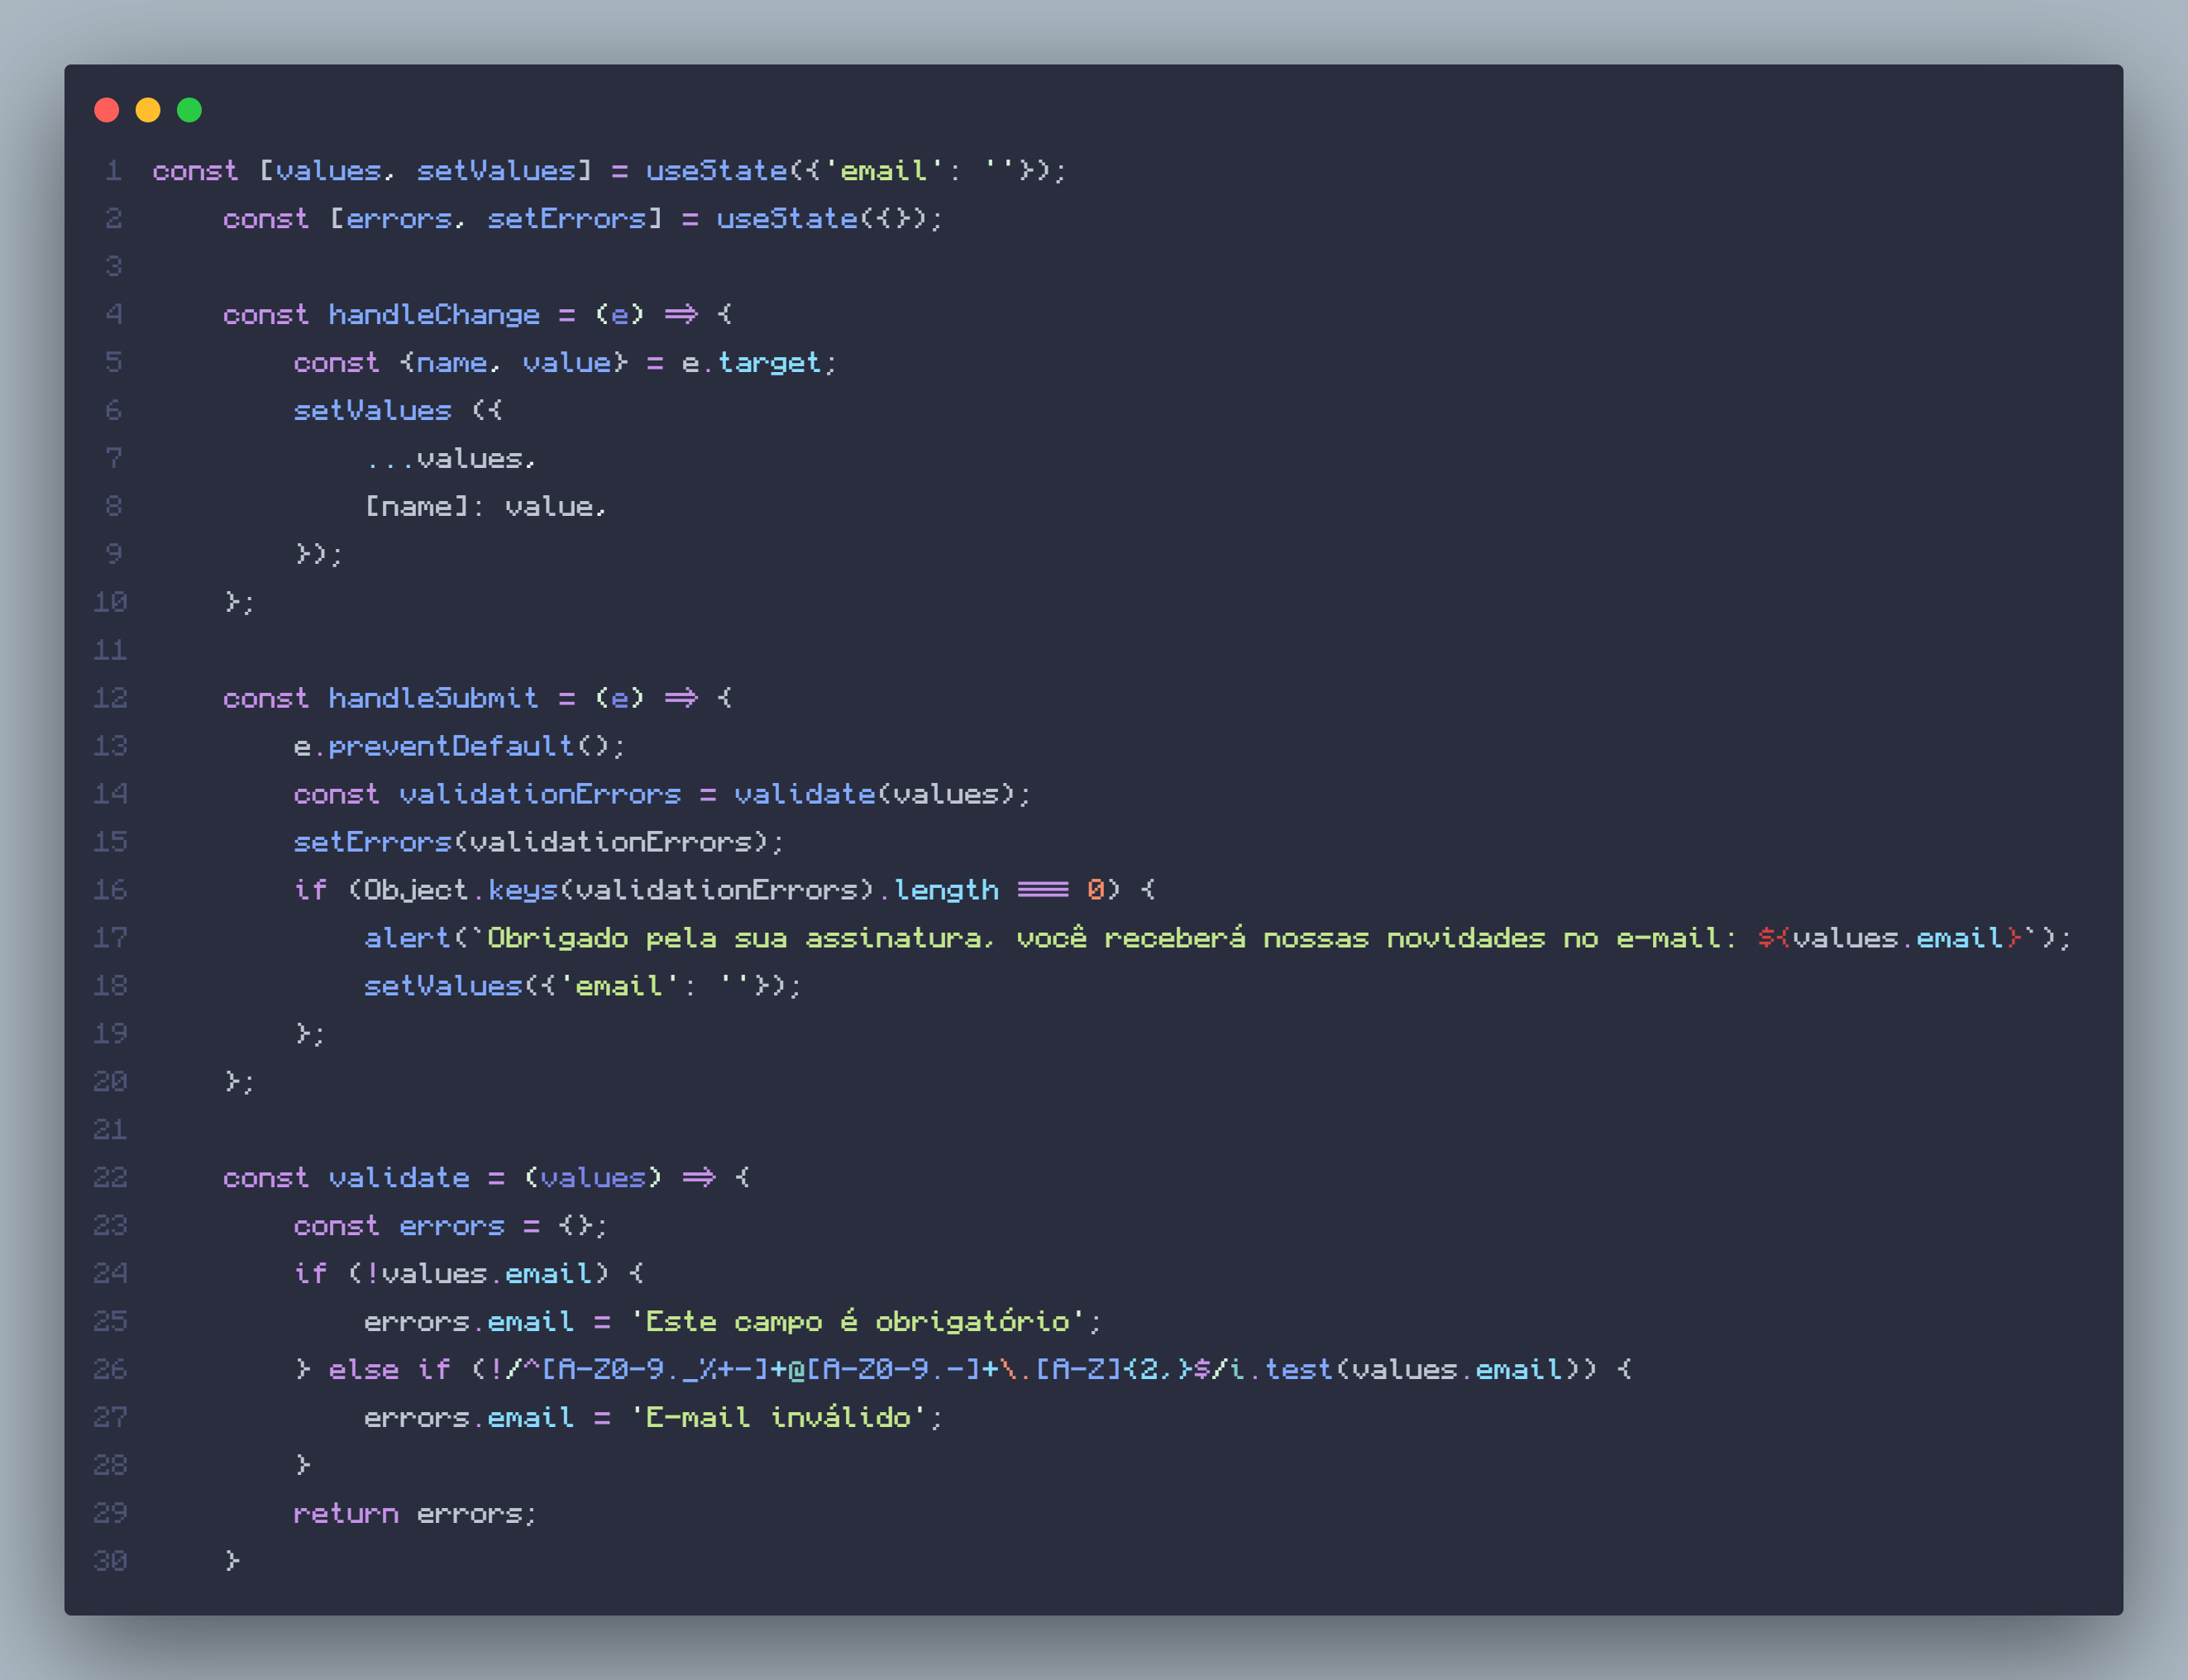 1 const [values, setValues] = useState({'email': ''});
2     const [errors, setErrors] = useState({});
3
4     const handleChange = (e) => {
5         const {name, value} = e.target;
6         setValues ({
7             ...values,
8             [name]: value,
9         });
10     };
11
12     const handleSubmit = (e) => {
13         e.preventDefault();
14         const validationErrors = validate(values);
15         setErrors(validationErrors);
16         if (Object.keys(validationErrors).length === 0) {
17             alert(`Obrigado pela sua assinatura, você receberá nossas novidades no e-mail: ${values.email}`);
18             setValues({'email': ''});
19         };
20     };
21
22     const validate = (values) => {
23         const errors = {};
24         if (!values.email) {
25             errors.email = 'Este campo é obrigatório';
26         } else if (!/^[A-Z0-9._%+-]+@[A-Z0-9.-]+\.[A-Z]{2,}$/i.test(values.email)) {
27             errors.email = 'E-mail inválido';
28         }
29         return errors;
30     }